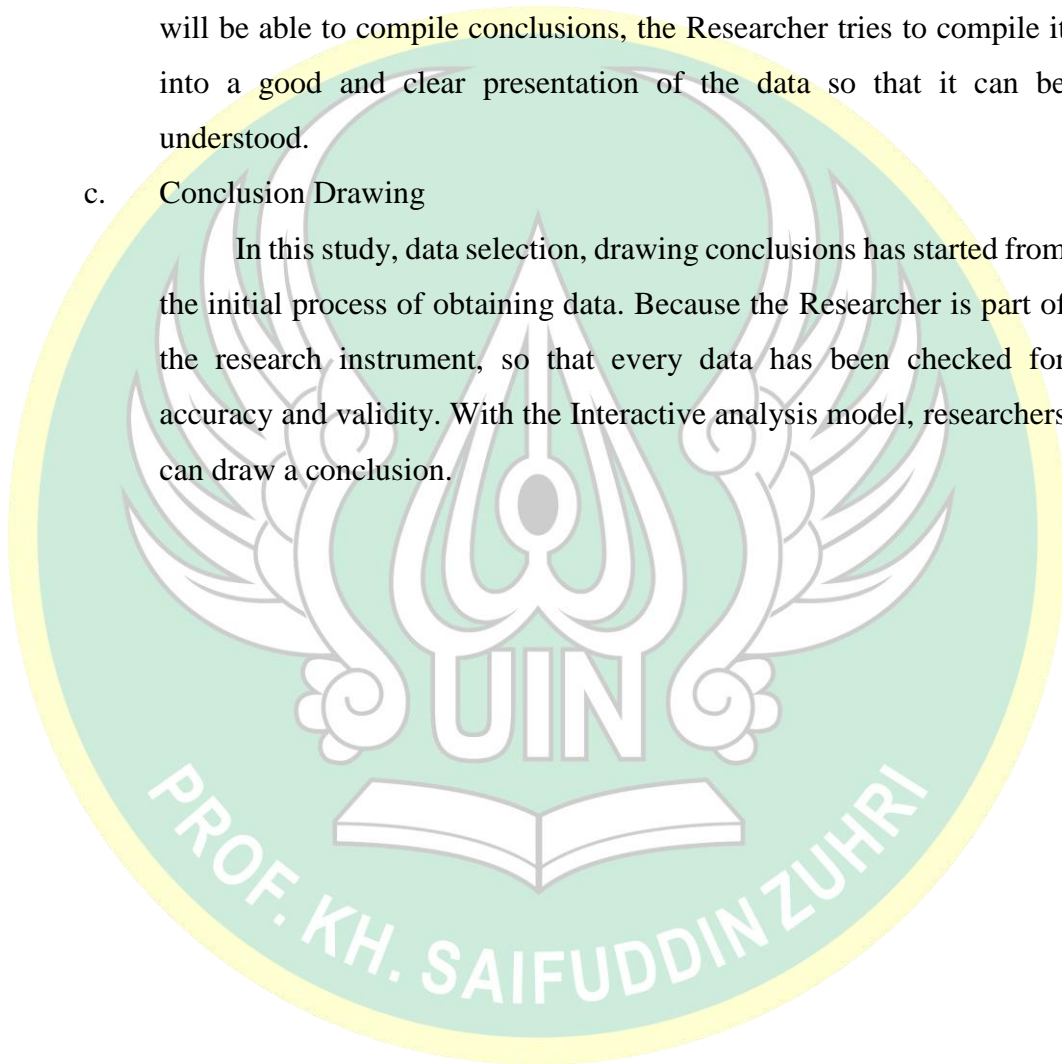 will be able to compile conclusions, the Researcher tries to compile it
into a good and clear presentation of the data so that it can be
understood.
c. Conclusion Drawing
In this study, data selection, drawing conclusions has started from
the initial process of obtaining data. Because the Researcher is part of
the research instrument, so that every data has been checked for
accuracy and validity. With the Interactive analysis model, researchers
can draw a conclusion.
UIN
PROF. KH. SAIFUDDIN ZUHRI